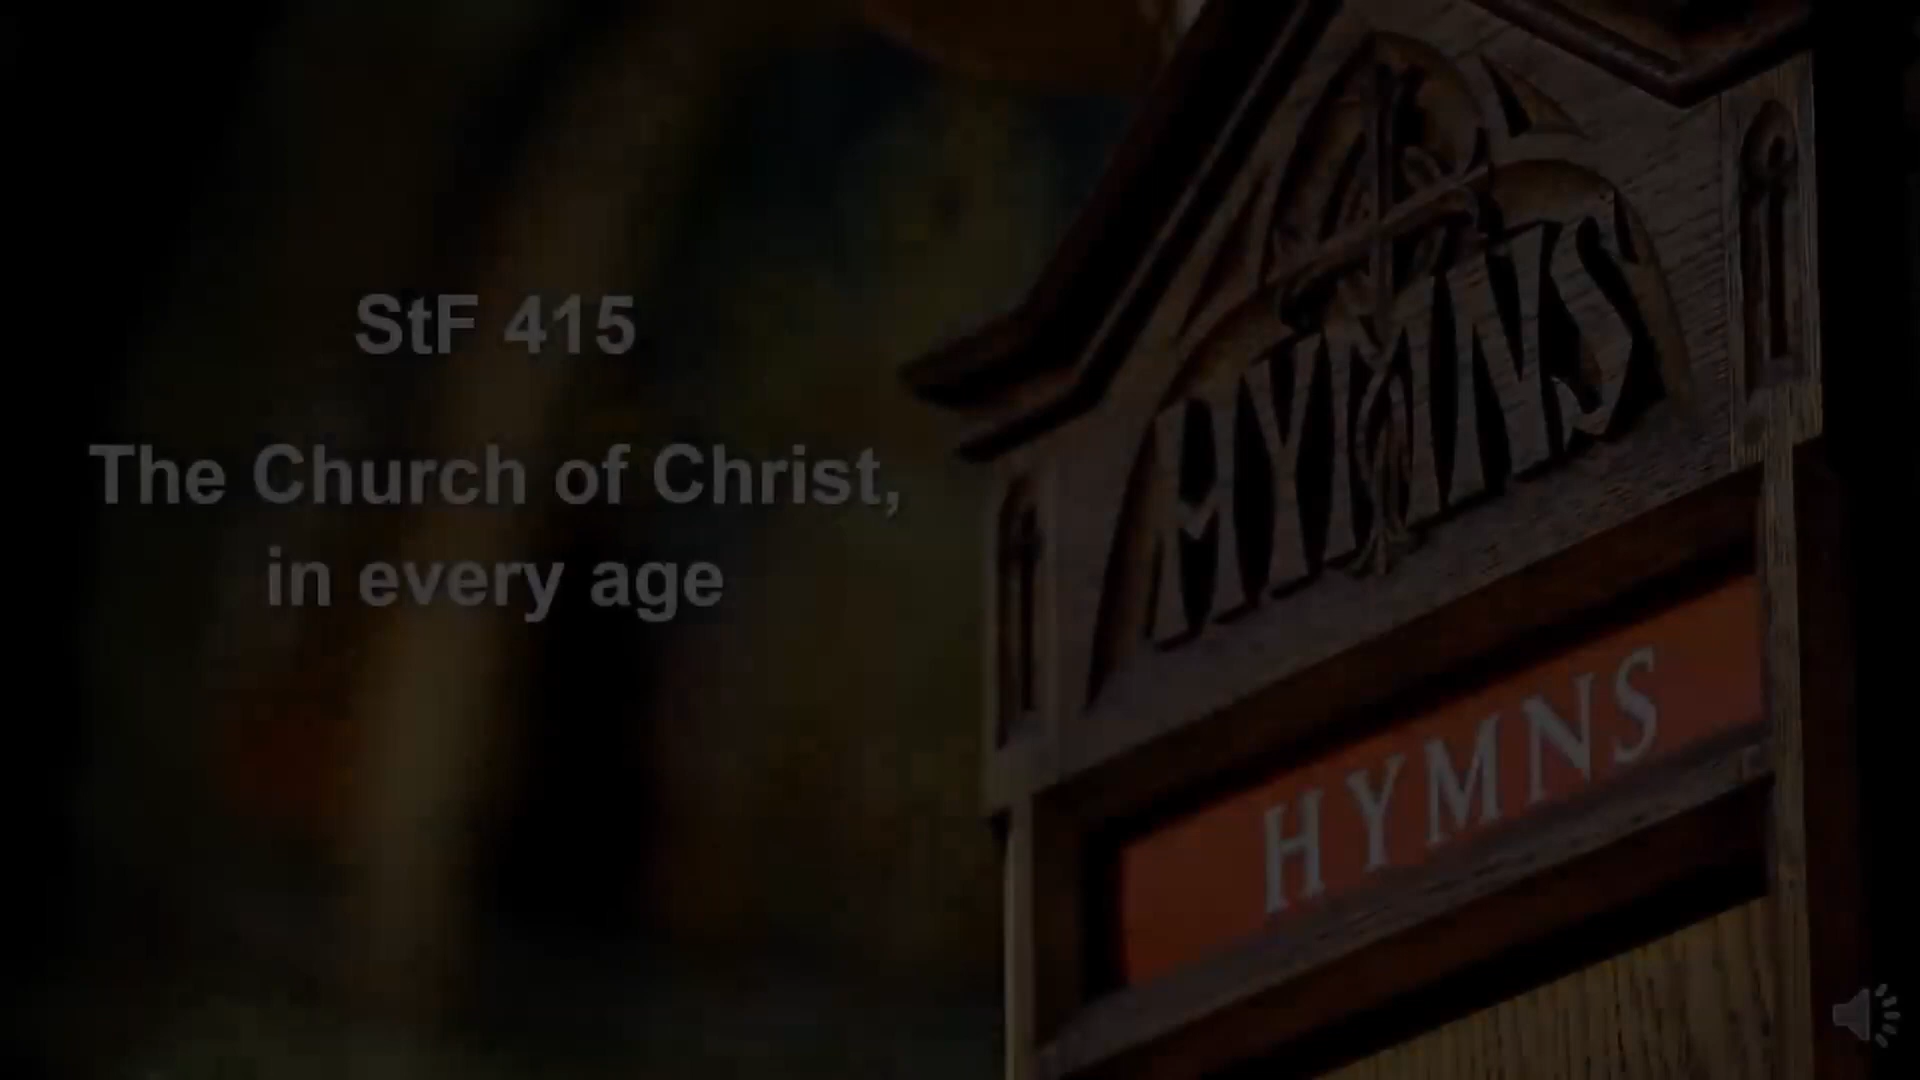 StF 415
The Church of Christ,
in every age
HYMNS
HYMNS